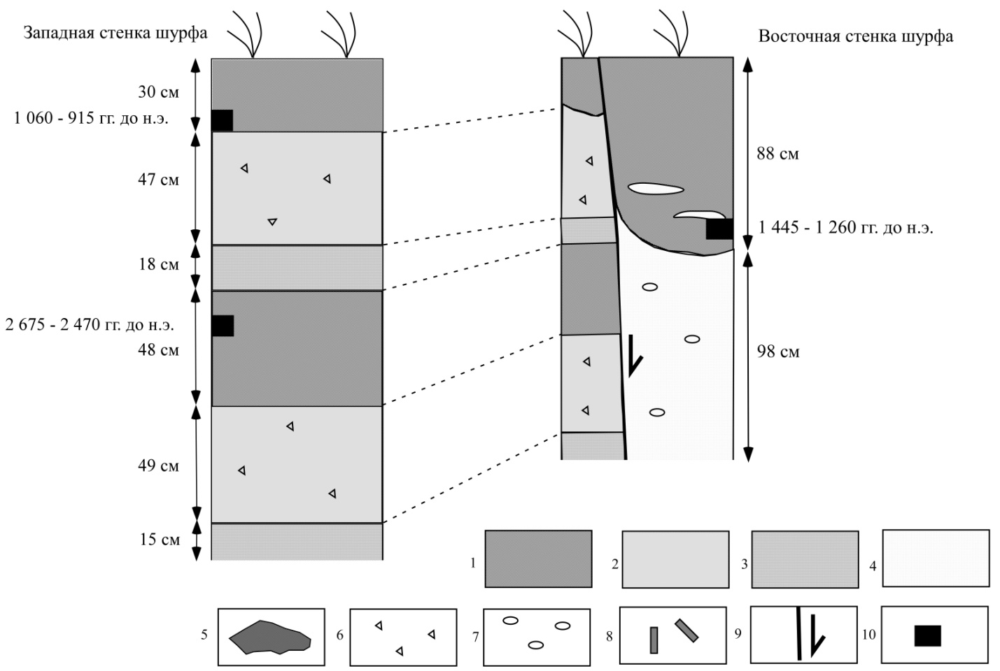 Западная стенка шурфа
Восточная стенка шурфа
30 см
1 060 - 915 гг. до н.э.
47 см
18 см
2 675 - 2 470 гг. до н.э.
48 см
49 см
15 см
88 см
1 445 - 1 260 гг. до н.э.
98 см
1
2
3
4
5
6
7
8
9
10